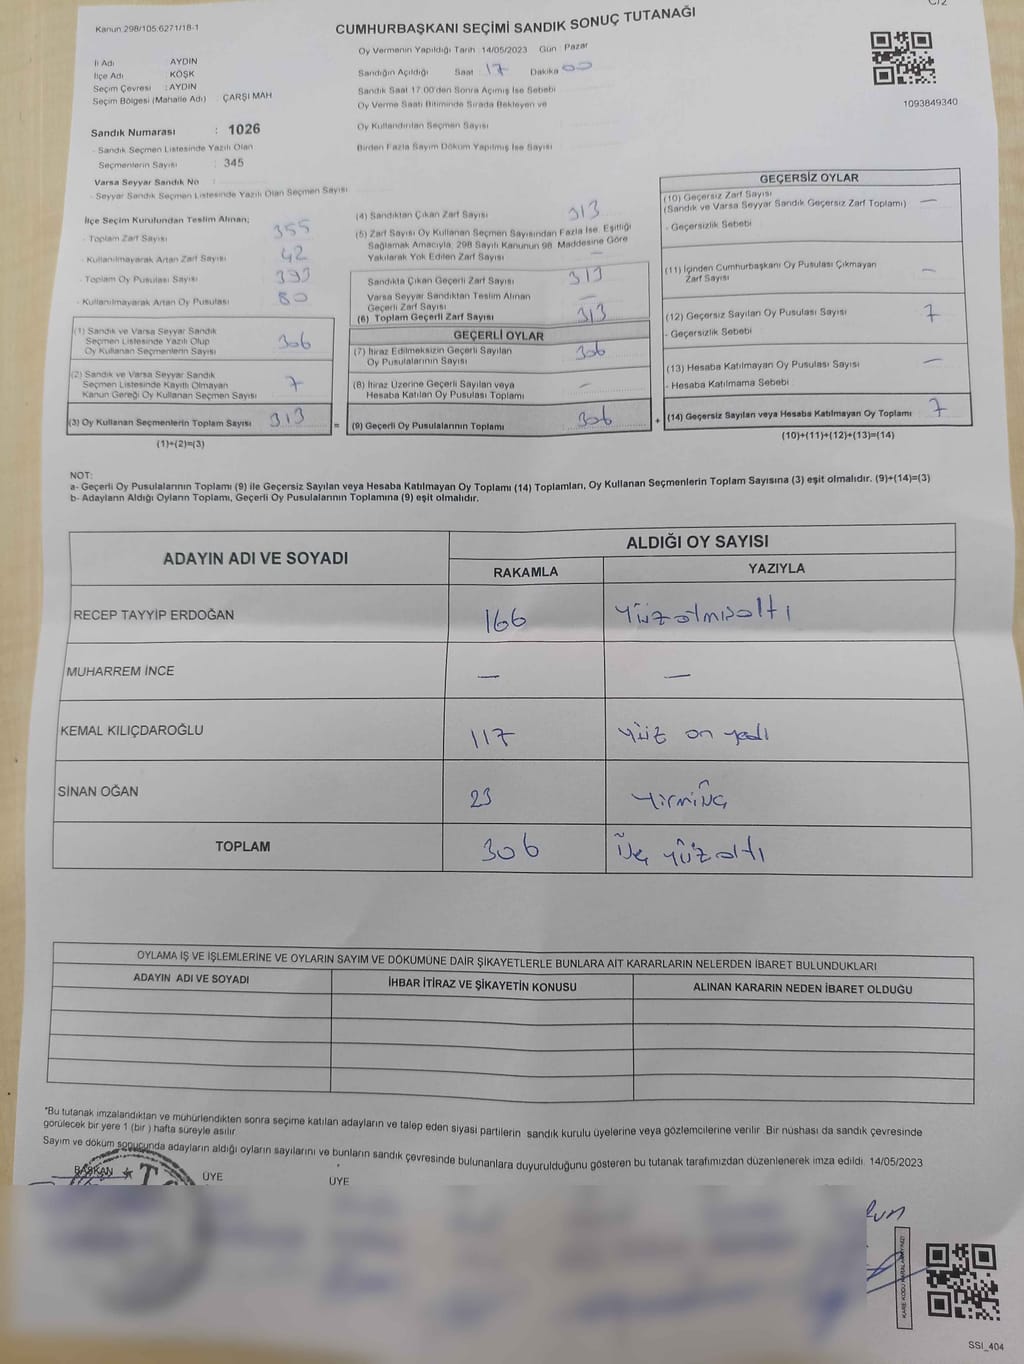 C/2
Kanun 298/105 6271/18-1
CUMHURBAŞKANI SEÇİMİ SANDIK SONUÇ TUTANAĞI
Oy Vermenin Yapıldığı Tarih 14/05/2023 Gün Pazar
İl Adı AYDIN
İlçe Adı KÖŞK
Seçim Çevresi : AYDIN
Seçim Bölgesi (Mahalle Adı) ÇARŞI MAH
Sandığın Açıldığı Saat 17 Dakika 00
Sandık Saat 17.00'den Sonra Açılmış İse Sebebi
Oy Verme Saati Bitiminde Sırada Bekleyen ve
Oy Kullandırılan Seçmen Sayısı
Birden Fazla Sayım Döküm Yapılmış İse Sayısı
1093849340
Sandık Numarası : 1026
- Sandık Seçmen Listesinde Yazılı Olan
Seçmenlerin Sayısı : 345
Varsa Seyyar Sandık No :
- Seyyar Sandık Seçmen Listesinde Yazılı Olan Seçmen Sayısı
İlçe Seçim Kurulundan Teslim Alınan;
- Toplam Zarf Sayısı 355
- Kullanılmayarak Artan Zarf Sayısı 42
- Toplam Oy Pusulası Sayısı 393
- Kullanılmayarak Artan Oy Pusulası 80
(1) Sandık ve Varsa Seyyar Sandık
Seçmen Listesinde Yazılı Olup
Oy Kullanan Seçmenlerin Sayısı 306
(2) Sandık ve Varsa Seyyar Sandık
Seçmen Listesinde Kayıtlı Olmayan
Kanun Gereği Oy Kullanan Seçmen Sayısı 7
(3) Oy Kullanan Seçmenlerin Toplam Sayısı 313
(1)+(2)=(3)
(4) Sandıktan Çıkan Zarf Sayısı 313
(5) Zarf Sayısı Oy Kullanan Seçmen Sayısından Fazla İse, Eşitliği
Sağlamak Amacıyla, 298 Sayılı Kanunun 98. Maddesine Göre
Yakılarak Yok Edilen Zarf Sayısı —
Sandıkta Çıkan Geçerli Zarf Sayısı 313
Varsa Seyyar Sandıktan Teslim Alınan
Geçerli Zarf Sayısı —
(6) Toplam Geçerli Zarf Sayısı 313
GEÇERLİ OYLAR
(7) İtiraz Edilmeksizin Geçerli Sayılan
Oy Pusulalarının Sayısı 306
(8) İtiraz Üzerine Geçerli Sayılan veya
Hesaba Katılan Oy Pusulası Toplamı —
= (9) Geçerli Oy Pusulalarının Toplamı 306
GEÇERSİZ OYLAR
(10) Geçersiz Zarf Sayısı
(Sandık ve Varsa Seyyar Sandık Geçersiz Zarf Toplamı) —
- Geçersizlik Sebebi
(11) İçinden Cumhurbaşkanı Oy Pusulası Çıkmayan
Zarf Sayısı —
(12) Geçersiz Sayılan Oy Pusulası Sayısı 7
- Geçersizlik Sebebi
(13) Hesaba Katılmayan Oy Pusulası Sayısı —
- Hesaba Katılmama Sebebi
+ (14) Geçersiz Sayılan veya Hesaba Katılmayan Oy Toplamı 7
(10)+(11)+(12)+(13)=(14)
NOT:
a- Geçerli Oy Pusulalarının Toplamı (9) ile Geçersiz Sayılan veya Hesaba Katılmayan Oy Toplamı (14) Toplamları, Oy Kullanan Seçmenlerin Toplam Sayısına (3) eşit olmalıdır. (9)+(14)=(3)
b- Adayların Aldığı Oyların Toplamı, Geçerli Oy Pusulalarının Toplamına (9) eşit olmalıdır.
ADAYIN ADI VE SOYADI ALDIĞI OY SAYISI
RAKAMLA YAZIYLA
RECEP TAYYİP ERDOĞAN 166 Yüzatmışaltı
MUHARREM İNCE — —
KEMAL KILIÇDAROĞLU 117 Yüz on yedi
SİNAN OĞAN 23 Yirmiüç
TOPLAM 306 Üç yüz altı
OYLAMA İŞ VE İŞLEMLERİNE VE OYLARIN SAYIM VE DÖKÜMÜNE DAİR ŞİKAYETLERLE BUNLARA AİT KARARLARIN NELERDEN İBARET BULUNDUKLARI
ADAYIN ADI VE SOYADI İHBAR İTİRAZ VE ŞİKAYETİN KONUSU ALINAN KARARIN NEDEN İBARET OLDUĞU
*Bu tutanak imzalandıktan ve mühürlendikten sonra seçime katılan adayların ve talep eden siyasi partilerin sandık kurulu üyelerine veya gözlemcilerine verilir. Bir nüshası da sandık çevresinde
görülecek bir yere 1 (bir ) hafta süreyle asılır.
Sayım ve döküm sonucunda adayların aldığı oyların sayılarını ve bunların sandık çevresinde bulunanlara duyurulduğunu gösteren bu tutanak tarafımızdan düzenlenerek imza edildi. 14/05/2023
BAŞKAN ÜYE ÜYE
SSI_404